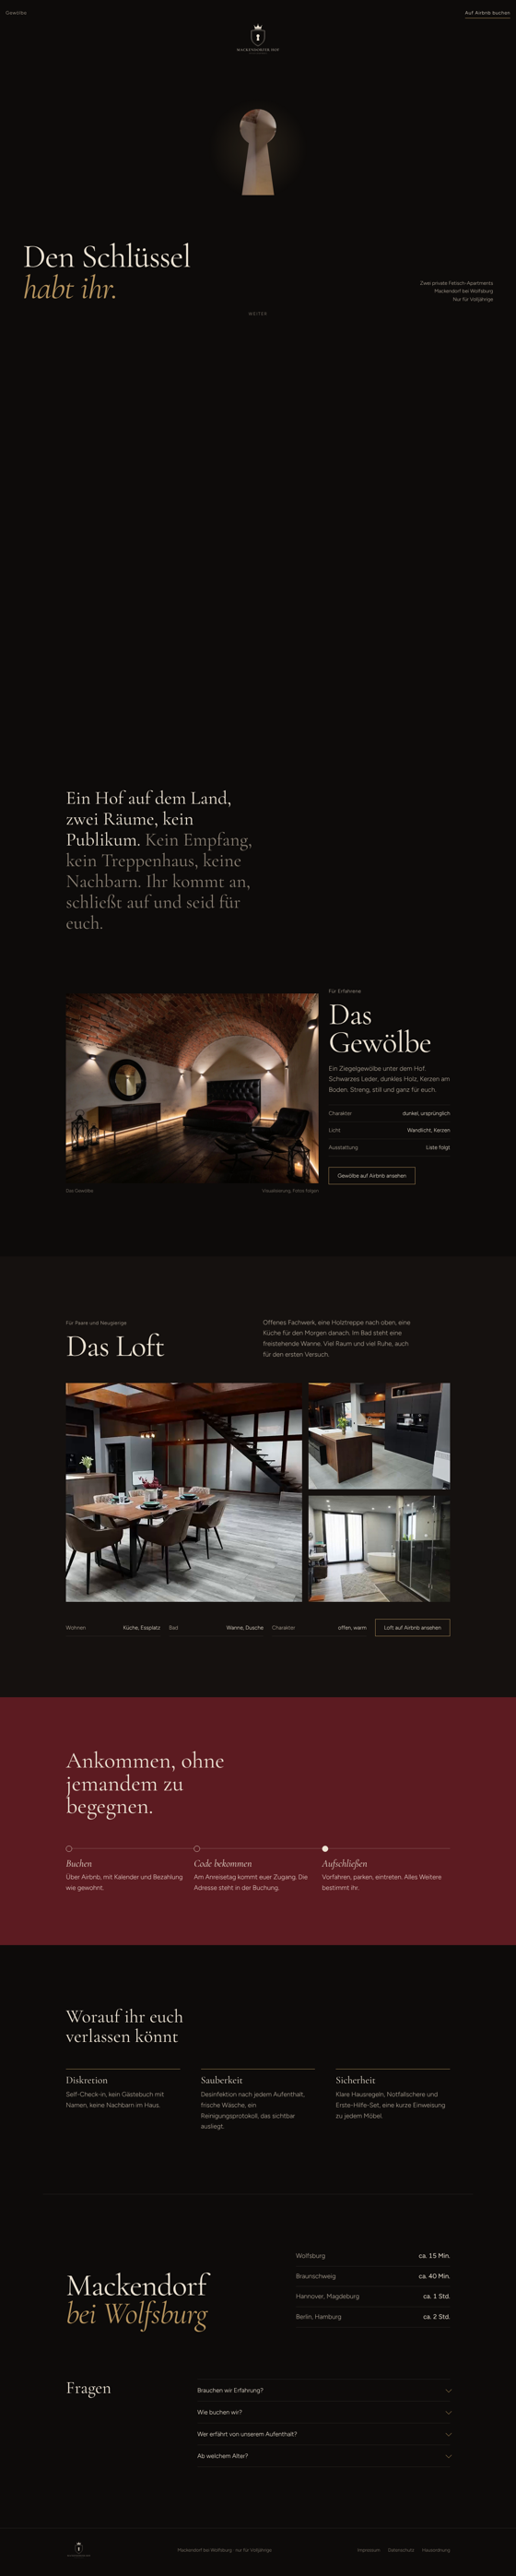 Gewölbe
Auf Airbnb buchen
MACKENDORFER HOF
Den Schlüssel
habt ihr.
Zwei private Fetisch-Apartments
Mackendorf bei Wolfsburg
Nur für Volljährige
WEITER
Ein Hof auf dem Land,
zwei Räume, kein
Publikum. Kein Empfang,
kein Treppenhaus, keine
Nachbarn. Ihr kommt an,
schließt auf und seid für
euch.
Für Erfahrene
Das
Gewölbe
Ein Ziegelgewölbe unter dem Hof.
Schwarzes Leder, dunkles Holz, Kerzen am
Boden. Streng, still und ganz für euch.
Charakter dunkel, ursprünglich
Licht Wandlicht, Kerzen
Ausstattung Liste folgt
Gewölbe auf Airbnb ansehen
Das Gewölbe
Visualisierung, Fotos folgen
Für Paare und Neugierige
Das Loft
Offenes Fachwerk, eine Holztreppe nach oben, eine
Küche für den Morgen danach. Im Bad steht eine
freistehende Wanne. Viel Raum und viel Ruhe, auch
für den ersten Versuch.
Wohnen Küche, Essplatz Bad Wanne, Dusche Charakter offen, warm Loft auf Airbnb ansehen
Ankommen, ohne
jemandem zu
begegnen.
Buchen
Über Airbnb, mit Kalender und Bezahlung
wie gewohnt.
Code bekommen
Am Anreisetag kommt euer Zugang. Die
Adresse steht in der Buchung.
Aufschließen
Vorfahren, parken, eintreten. Alles Weitere
bestimmt ihr.
Worauf ihr euch
verlassen könnt
Diskretion
Self-Check-in, kein Gästebuch mit
Namen, keine Nachbarn im Haus.
Sauberkeit
Desinfektion nach jedem Aufenthalt,
frische Wäsche, ein
Reinigungsprotokoll, das sichtbar
ausliegt.
Sicherheit
Klare Hausregeln, Notfallschere und
Erste-Hilfe-Set, eine kurze Einweisung
zu jedem Möbel.
Mackendorf
bei Wolfsburg
Wolfsburg ca. 15 Min.
Braunschweig ca. 40 Min.
Hannover, Magdeburg ca. 1 Std.
Berlin, Hamburg ca. 2 Std.
Fragen
Brauchen wir Erfahrung?
Wie buchen wir?
Wer erfährt von unserem Aufenthalt?
Ab welchem Alter?
Mackendorf bei Wolfsburg · nur für Volljährige
Impressum Datenschutz Hausordnung